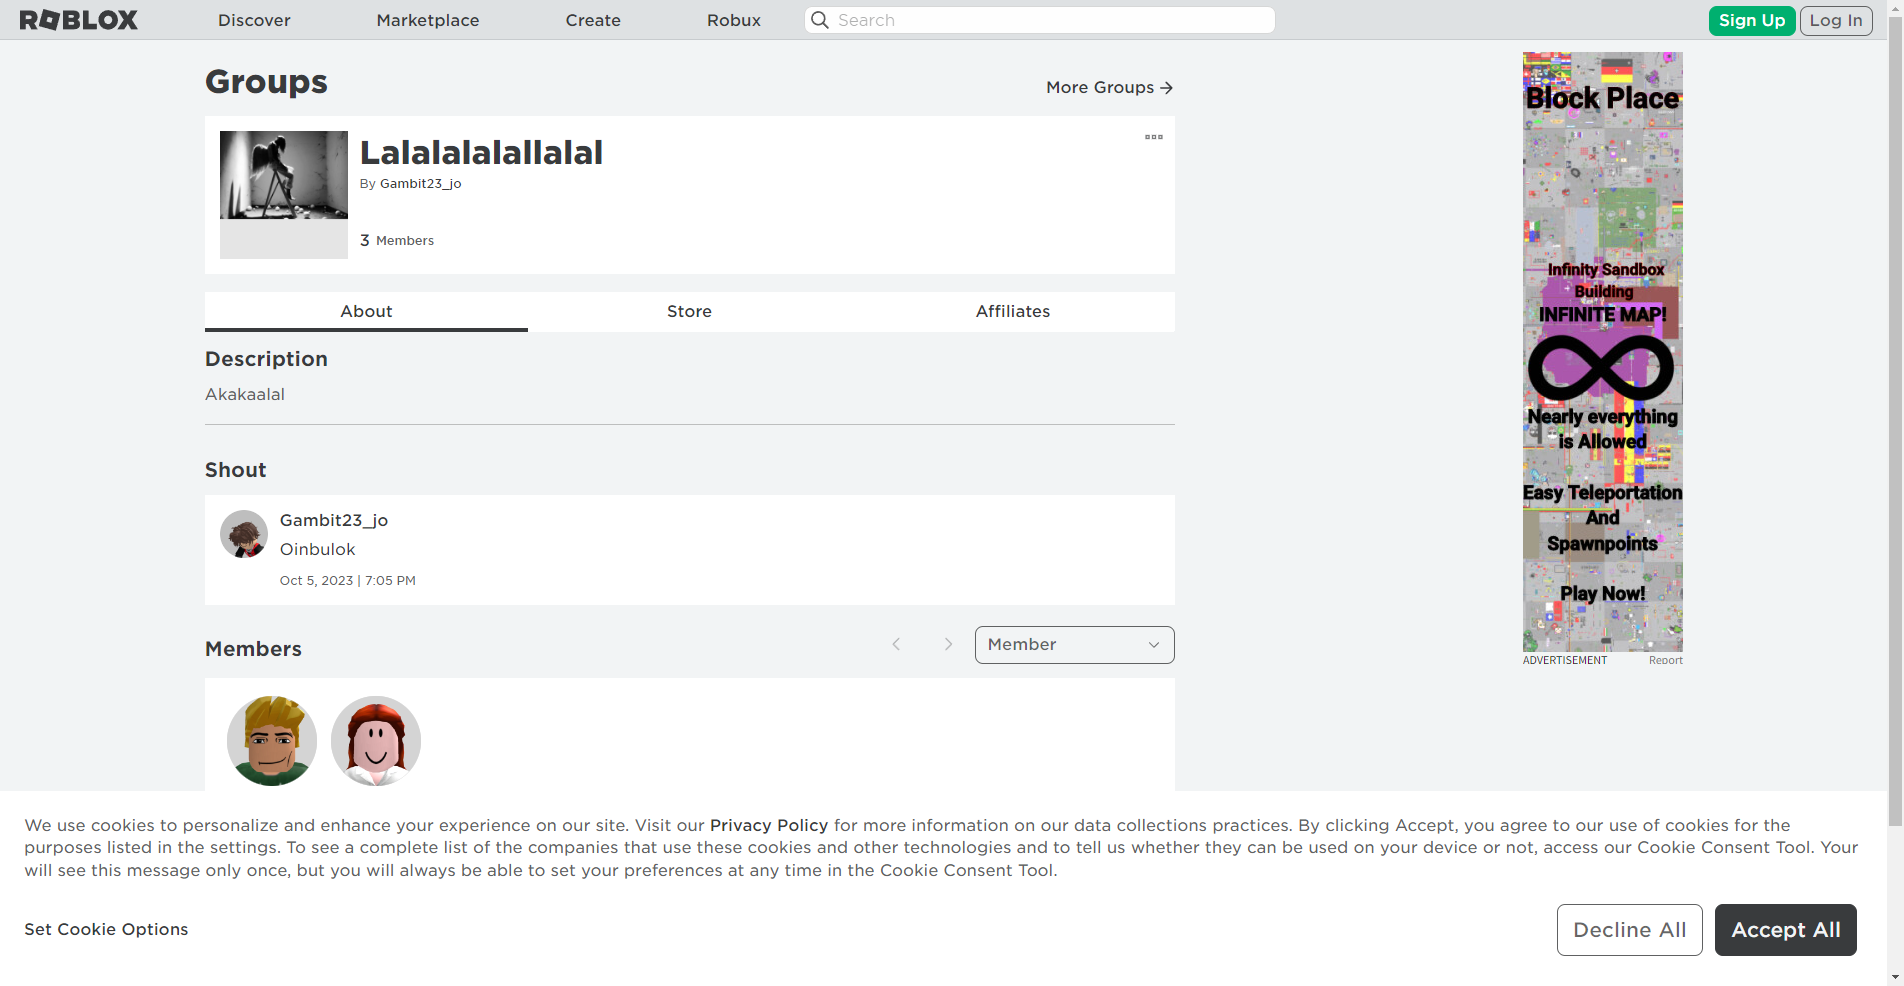 ROBLOX
Discover
Marketplace
Create
Robux
Search
Sign Up
Log In
Groups
More Groups
Lalalalalallalal
By Gambit23_jo
3 Members
About
Store
Affiliates
Description
Akakaalal
Shout
Gambit23_jo
Oinbulok
Oct 5, 2023 | 7:05 PM
Members
Member
Block Place
Infinity Sandbox
Building
INFINITE MAP!
Nearly everything
is Allowed
Easy Teleportation
And
Spawnpoints
Play Now!
ADVERTISEMENT
Report
We use cookies to personalize and enhance your experience on our site. Visit our Privacy Policy for more information on our data collections practices. By clicking Accept, you agree to our use of cookies for the
purposes listed in the settings. To see a complete list of the companies that use these cookies and other technologies and to tell us whether they can be used on your device or not, access our Cookie Consent Tool. Your
will see this message only once, but you will always be able to set your preferences at any time in the Cookie Consent Tool.
Set Cookie Options
Decline All
Accept All